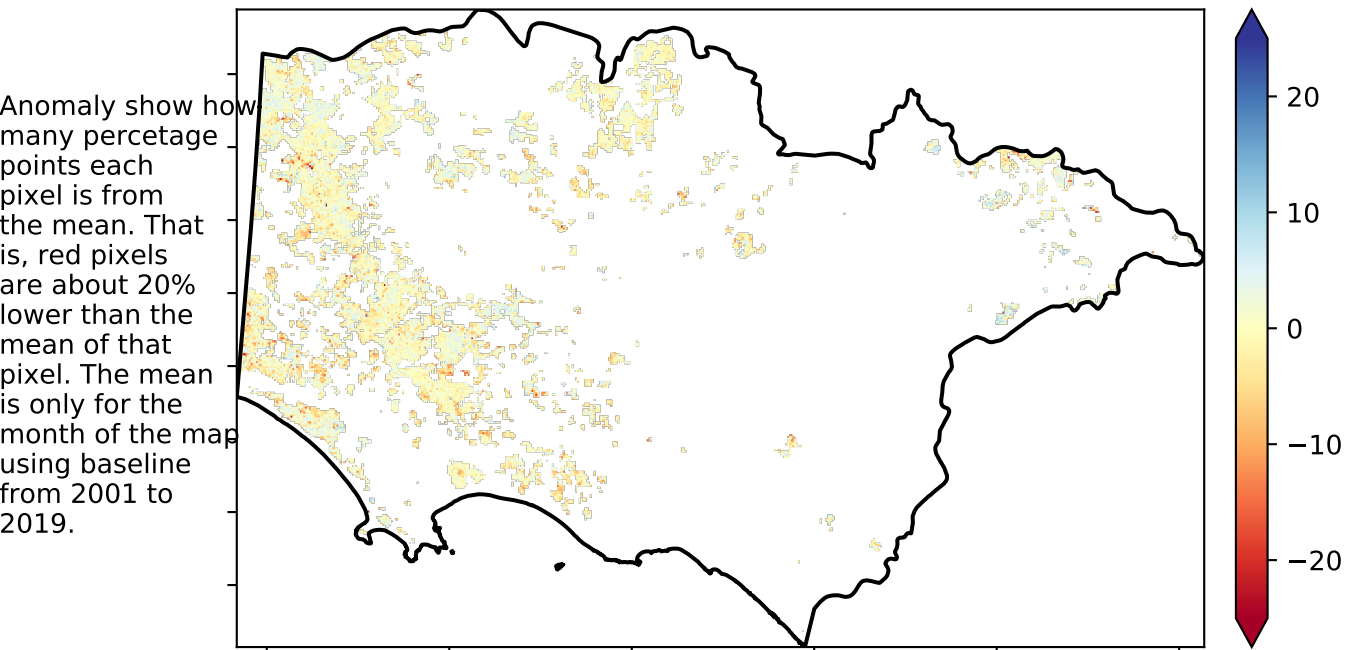 Anomaly show how
many percetage
points each
pixel is from
the mean. That
is, red pixels
are about 20%
lower than the
mean of that
pixel. The mean
is only for the
month of the map
using baseline
from 2001 to
2019.
20
10
0
−10
−20